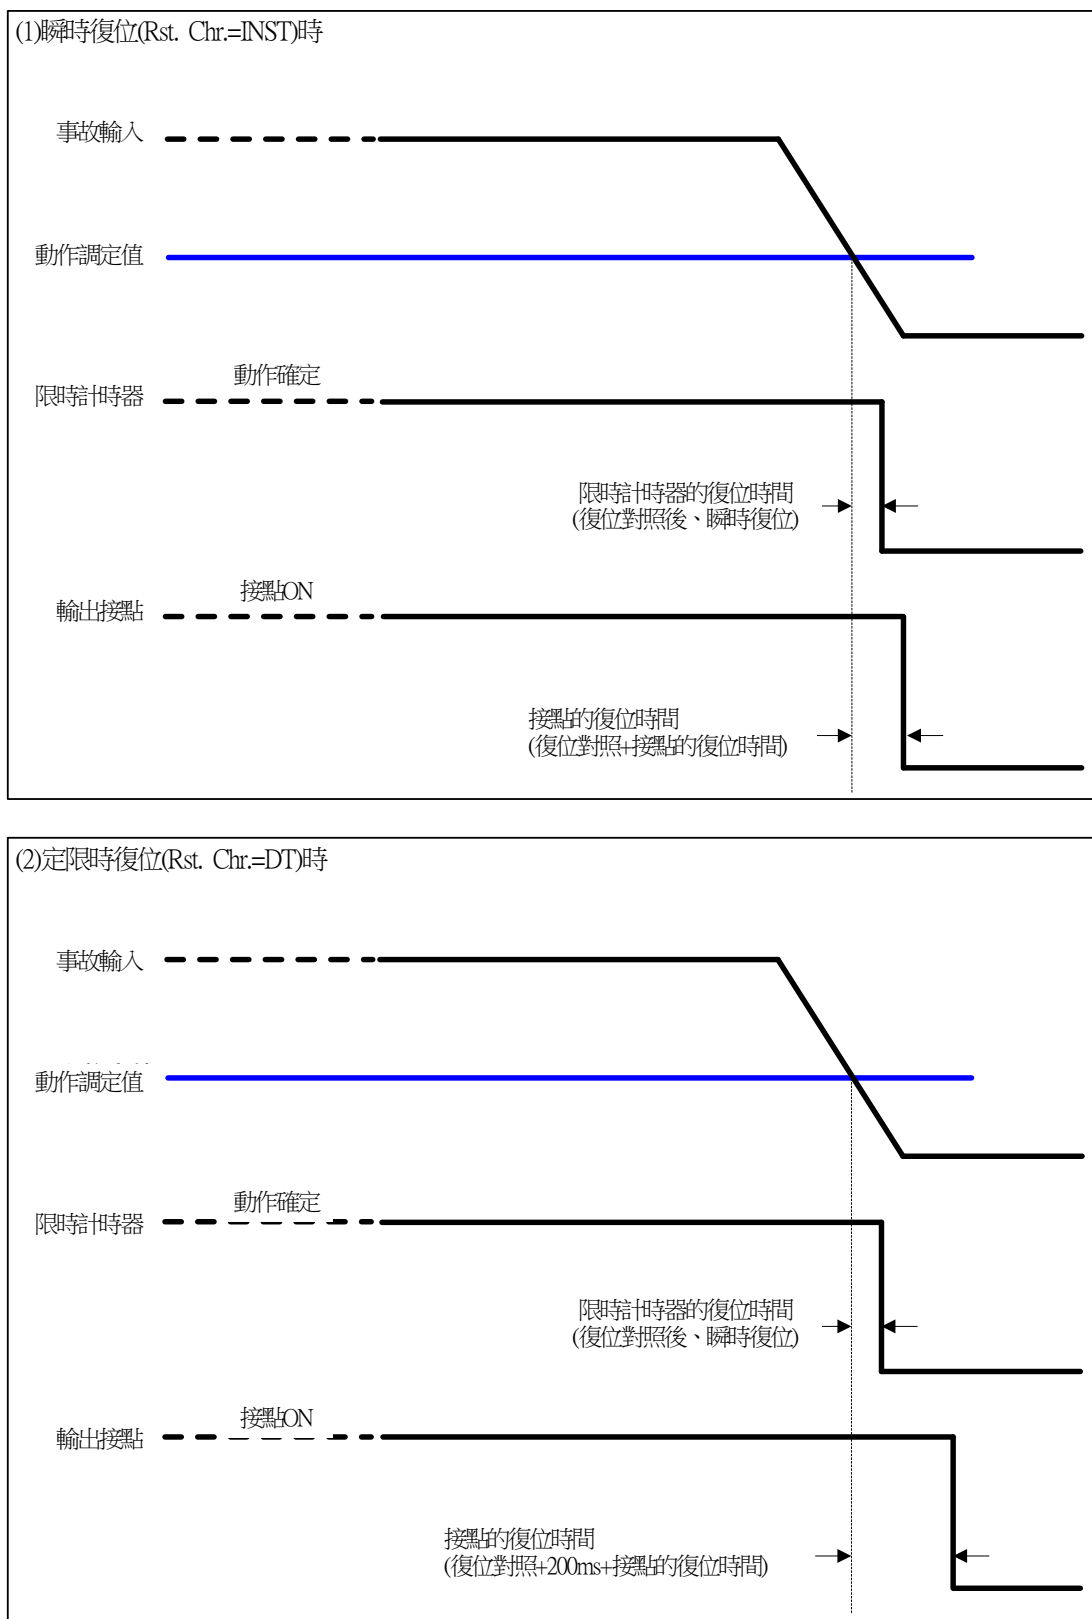 (1)瞬時復位(Rst. Chr.=INST)時
事故輸入
動作調定值
動作確定
限時計時器
限時計時器的復位時間
(復位對照後、瞬時復位)
接點ON
輸出接點
接點的復位時間
(復位對照+接點的復位時間)
(2)定限時復位(Rst. Chr.=DT)時
事故輸入
動作調定值
動作確定
限時計時器
限時計時器的復位時間
(復位對照後、瞬時復位)
接點ON
輸出接點
接點的復位時間
(復位對照+200ms+接點的復位時間)